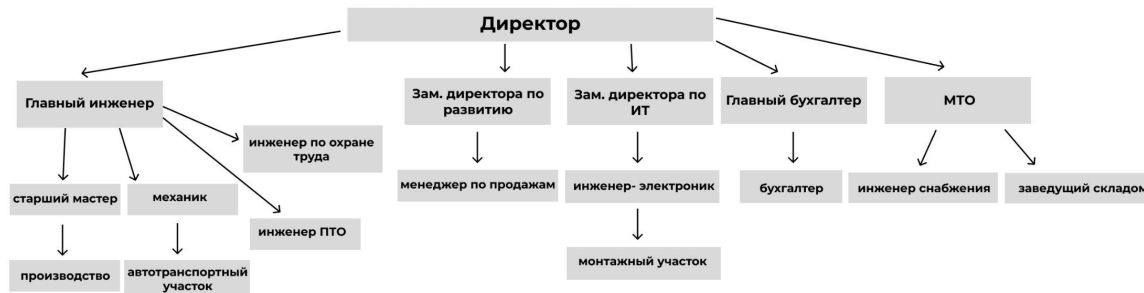 Директор
Главный инженер
Зам. директора по
развитию
Зам. директора по
ИТ
Главный бухгалтер
МТО
инженер по охране
труда
старший мастер
механик
менеджер по продажам
инженер- электроник
бухгалтер
инженер снабжения
заведущий складом
инженер ПТО
производство
автотранспортный
участок
монтажный участок